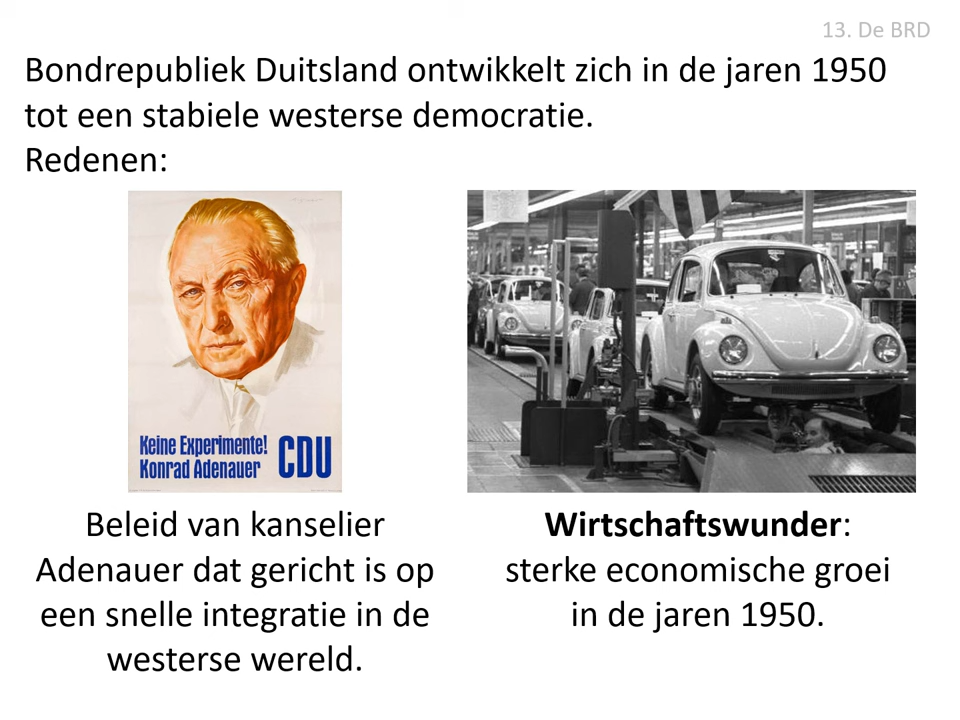 13. De BRD
Bondrepubliek Duitsland ontwikkelt zich in de jaren 1950
tot een stabiele westerse democratie.
Redenen:
Keine Experimente!
Konrad Adenauer
CDU
Beleid van kanselier
Adenauer dat gericht is op
een snelle integratie in de
westerse wereld.
Wirtschaftswunder:
sterke economische groei
in de jaren 1950.